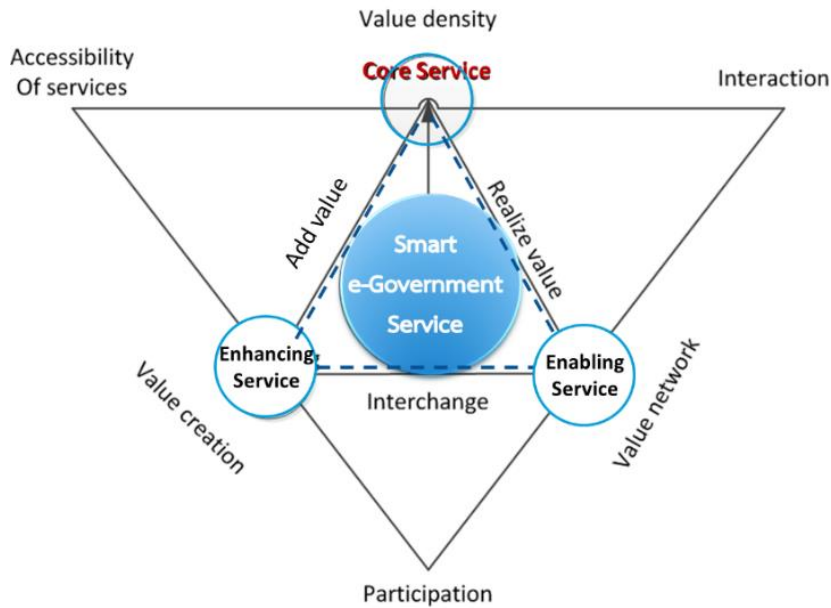 Value density
Accessibility
Of services
Core Service
Interaction
Add value
Realize value
Smart
e-Government
Service
Enhancing
Service
Enabling
Service
Interchange
Value creation
Value network
Participation